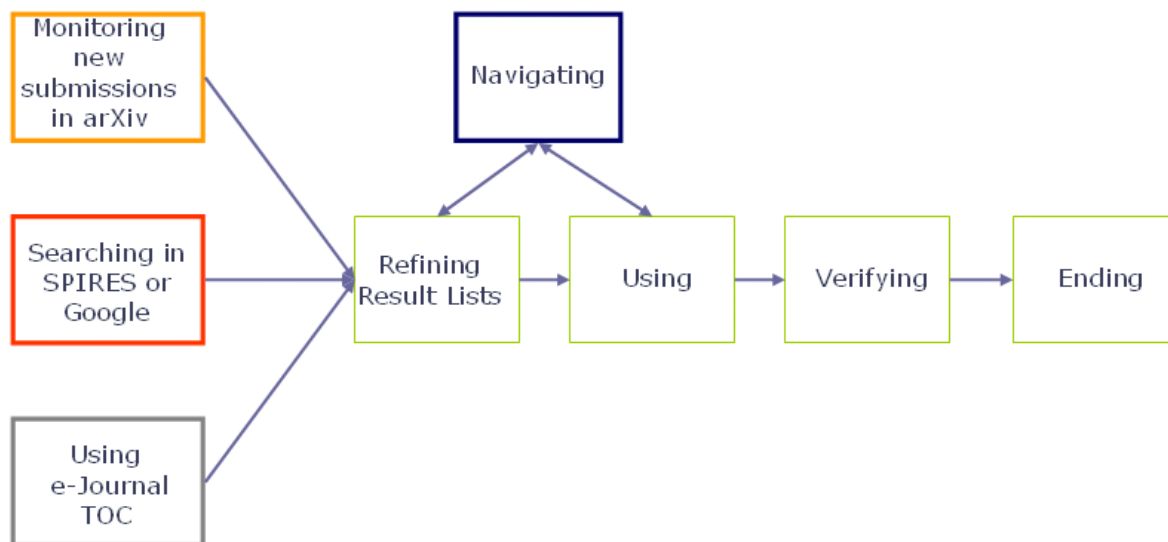 Monitoring
new
submissions
in arXiv
Navigating
Searching in
SPIRES or
Google
Refining
Result Lists
Using
Verifying
Ending
Using
e-Journal
TOC